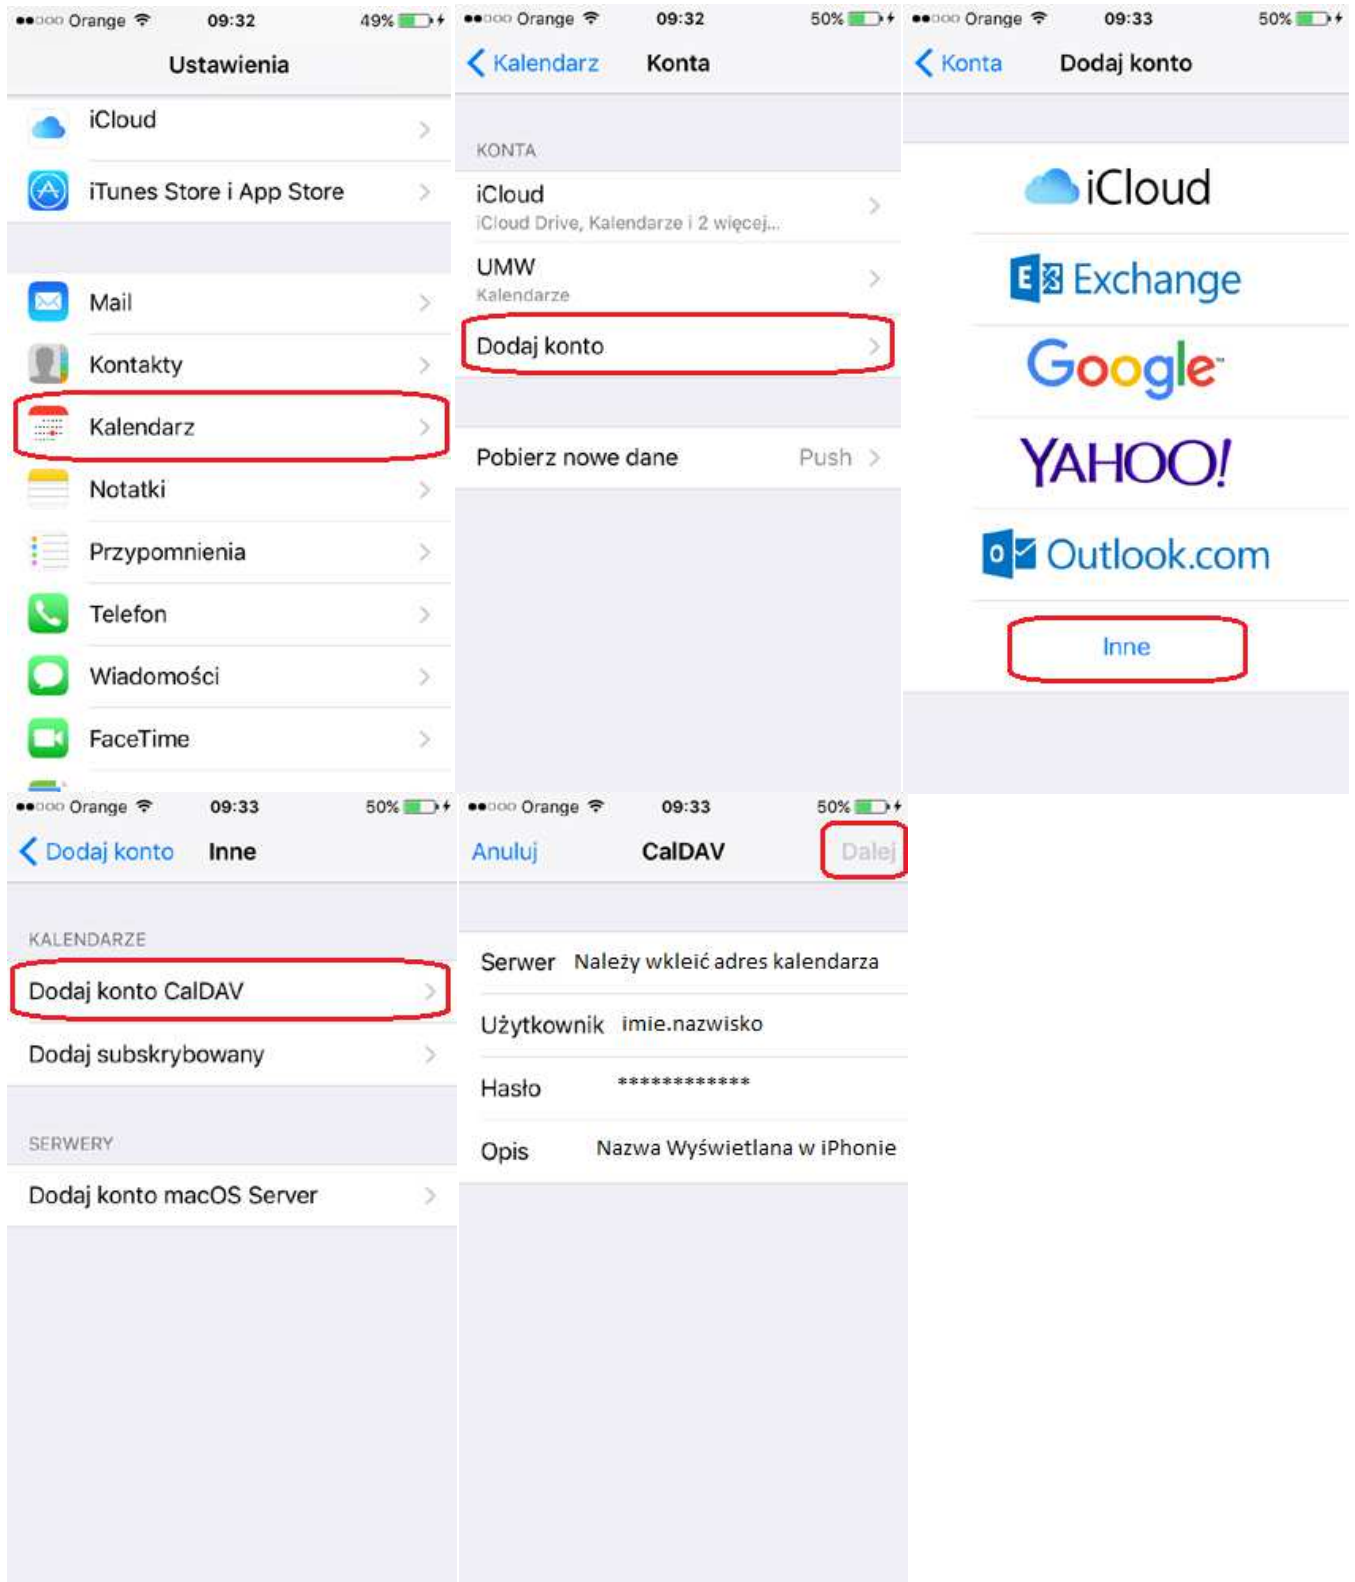 Orange 09:32 49%
Ustawienia
iCloud
iTunes Store i App Store
Mail
Kontakty
Kalendarz
Notatki
Przypomnienia
Telefon
Wiadomości
FaceTime
Orange 09:32 50%
Kalendarz Konta
KONTA
iCloud
iCloud Drive, Kalendarze i 2 więcej...
UMW
Kalendarze
Dodaj konto
Pobierz nowe dane Push
Orange 09:33 50%
Konta Dodaj konto
iCloud
Exchange
Google™
YAHOO!
Outlook.com
Inne
Orange 09:33 50%
Dodaj konto Inne
KALENDARZE
Dodaj konto CalDAV
Dodaj subskrybowany
SERWERY
Dodaj konto macOS Server
Orange 09:33 50%
Anuluj CalDAV Dalej
Serwer Należy wkleić adres kalendarza
Użytkownik imie.nazwisko
Hasło ************
Opis Nazwa Wyświetlana w iPhonie